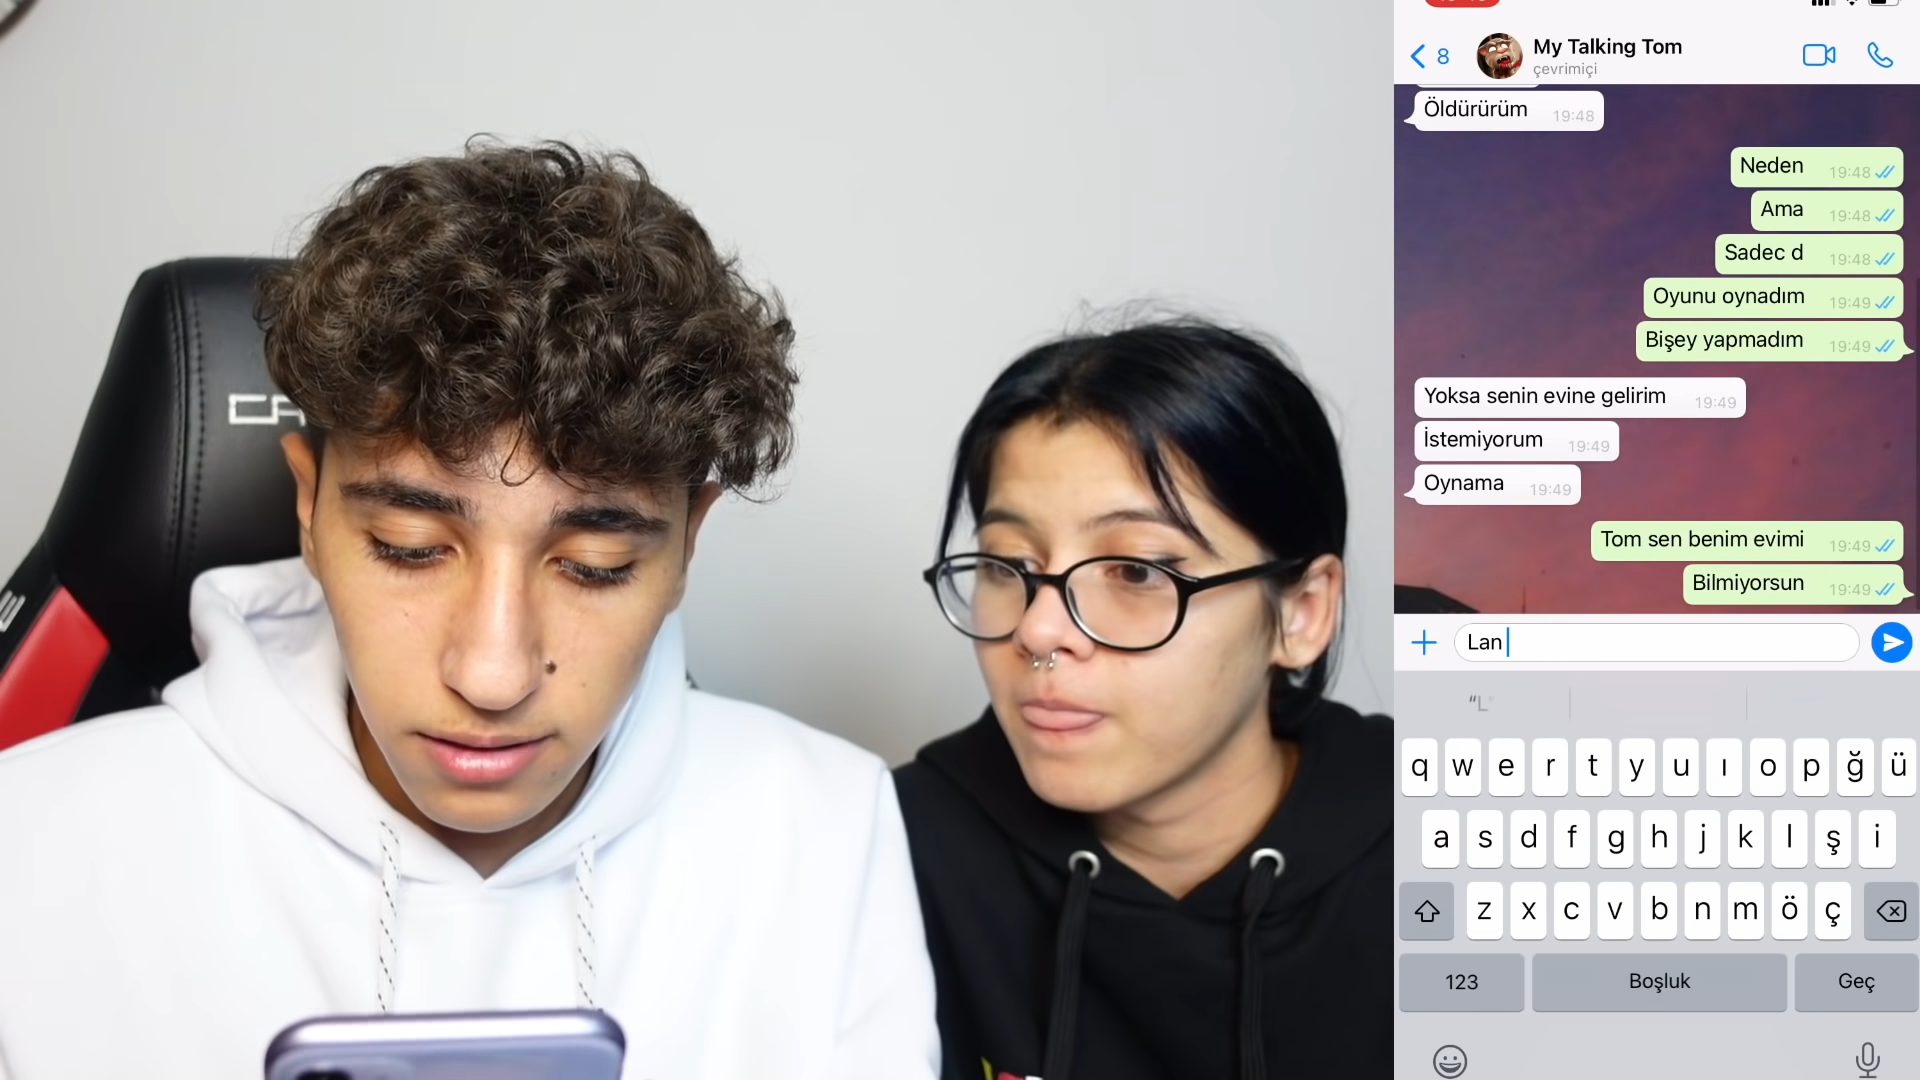 8
My Talking Tom
çevrimiçi
Öldürürüm 19:48
Neden 19:48
Ama 19:48
Sadec d 19:48
Oyunu oynadım 19:49
Bişey yapmadım 19:49
Yoksa senin evine gelirim 19:49
İstemiyorum 19:49
Oynama 19:49
Tom sen benim evimi 19:49
Bilmiyorsun 19:49
Lan
"L"
q w e r t y u ı o p ğ ü
a s d f g h j k l ş i
z x c v b n m ö ç
123 Boşluk Geç